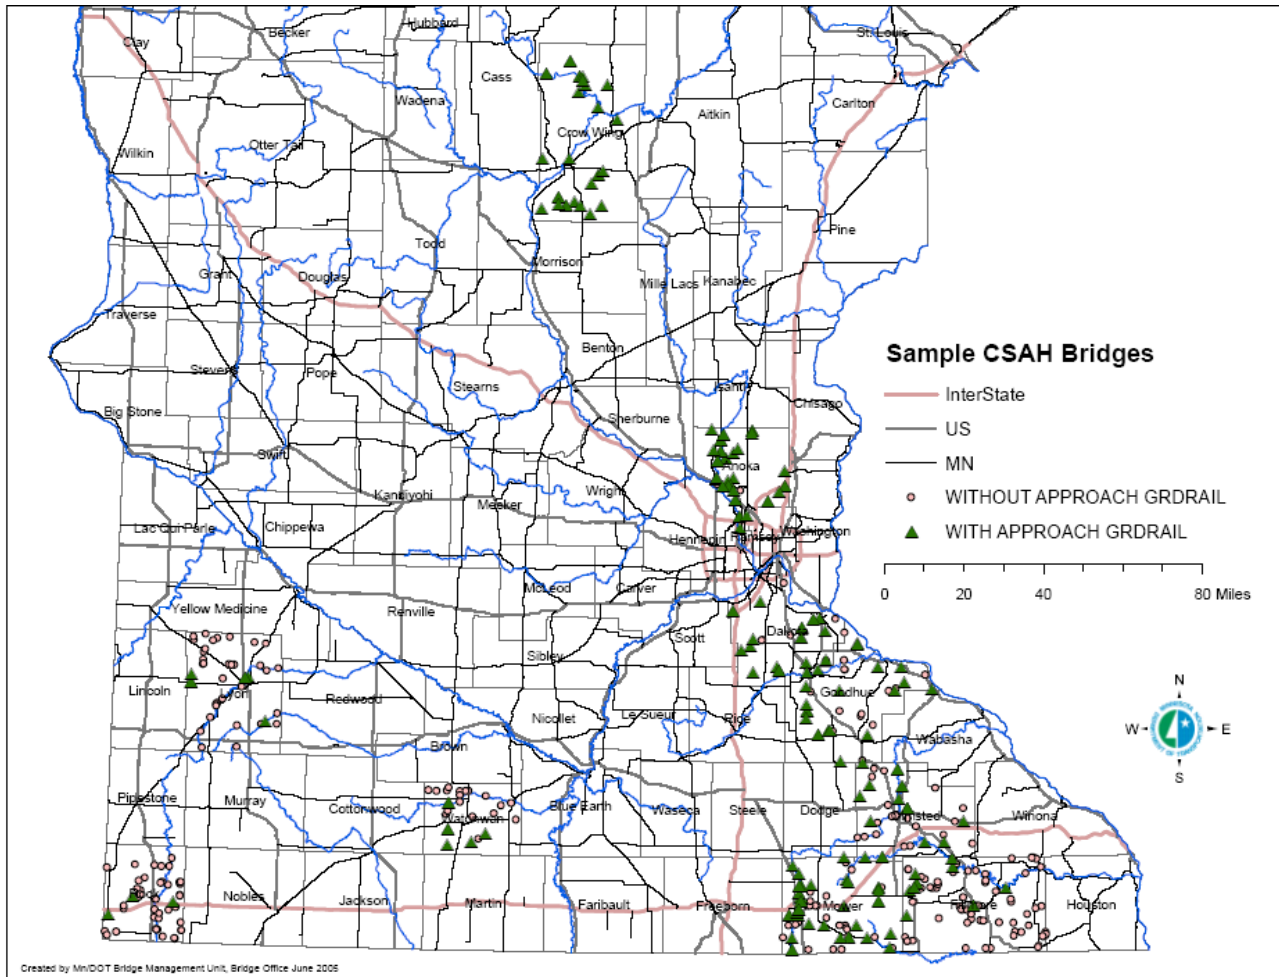 Hubbard
Becker
St. Louis
Clay
Cass
Wadena
Carlton
Aitkin
Crow Wing
Otter Tail
Wilkin
Pine
Todd
Morrison
Grant
Douglas
Mille Lacs
Kanabec
Traverse
Benton
Stevens
Pope
Stearns
Isanti
Chisago
Big Stone
Sherburne
Swift
Anoka
Kandiyohi
Wright
Meeker
Lac Qui Parle
Chippewa
Washington
Hennepin
Ramsey
McLeod
Carver
Yellow Medicine
Renville
Scott
Dakota
Sibley
Lincoln
Lyon
Redwood
Goodhue
Nicollet
Le Sueur
Rice
Brown
Wabasha
Pipestone
Murray
Cottonwood
Watonwan
Blue Earth
Waseca
Steele
Dodge
Olmsted
Winona
Rock
Nobles
Jackson
Martin
Faribault
Freeborn
Mower
Fillmore
Houston
Sample CSAH Bridges
InterState
US
MN
WITHOUT APPROACH GRDRAIL
WITH APPROACH GRDRAIL
0 20 40 80 Miles
N
W E
S
Created by Mn/DOT Bridge Management Unit, Bridge Office June 2005